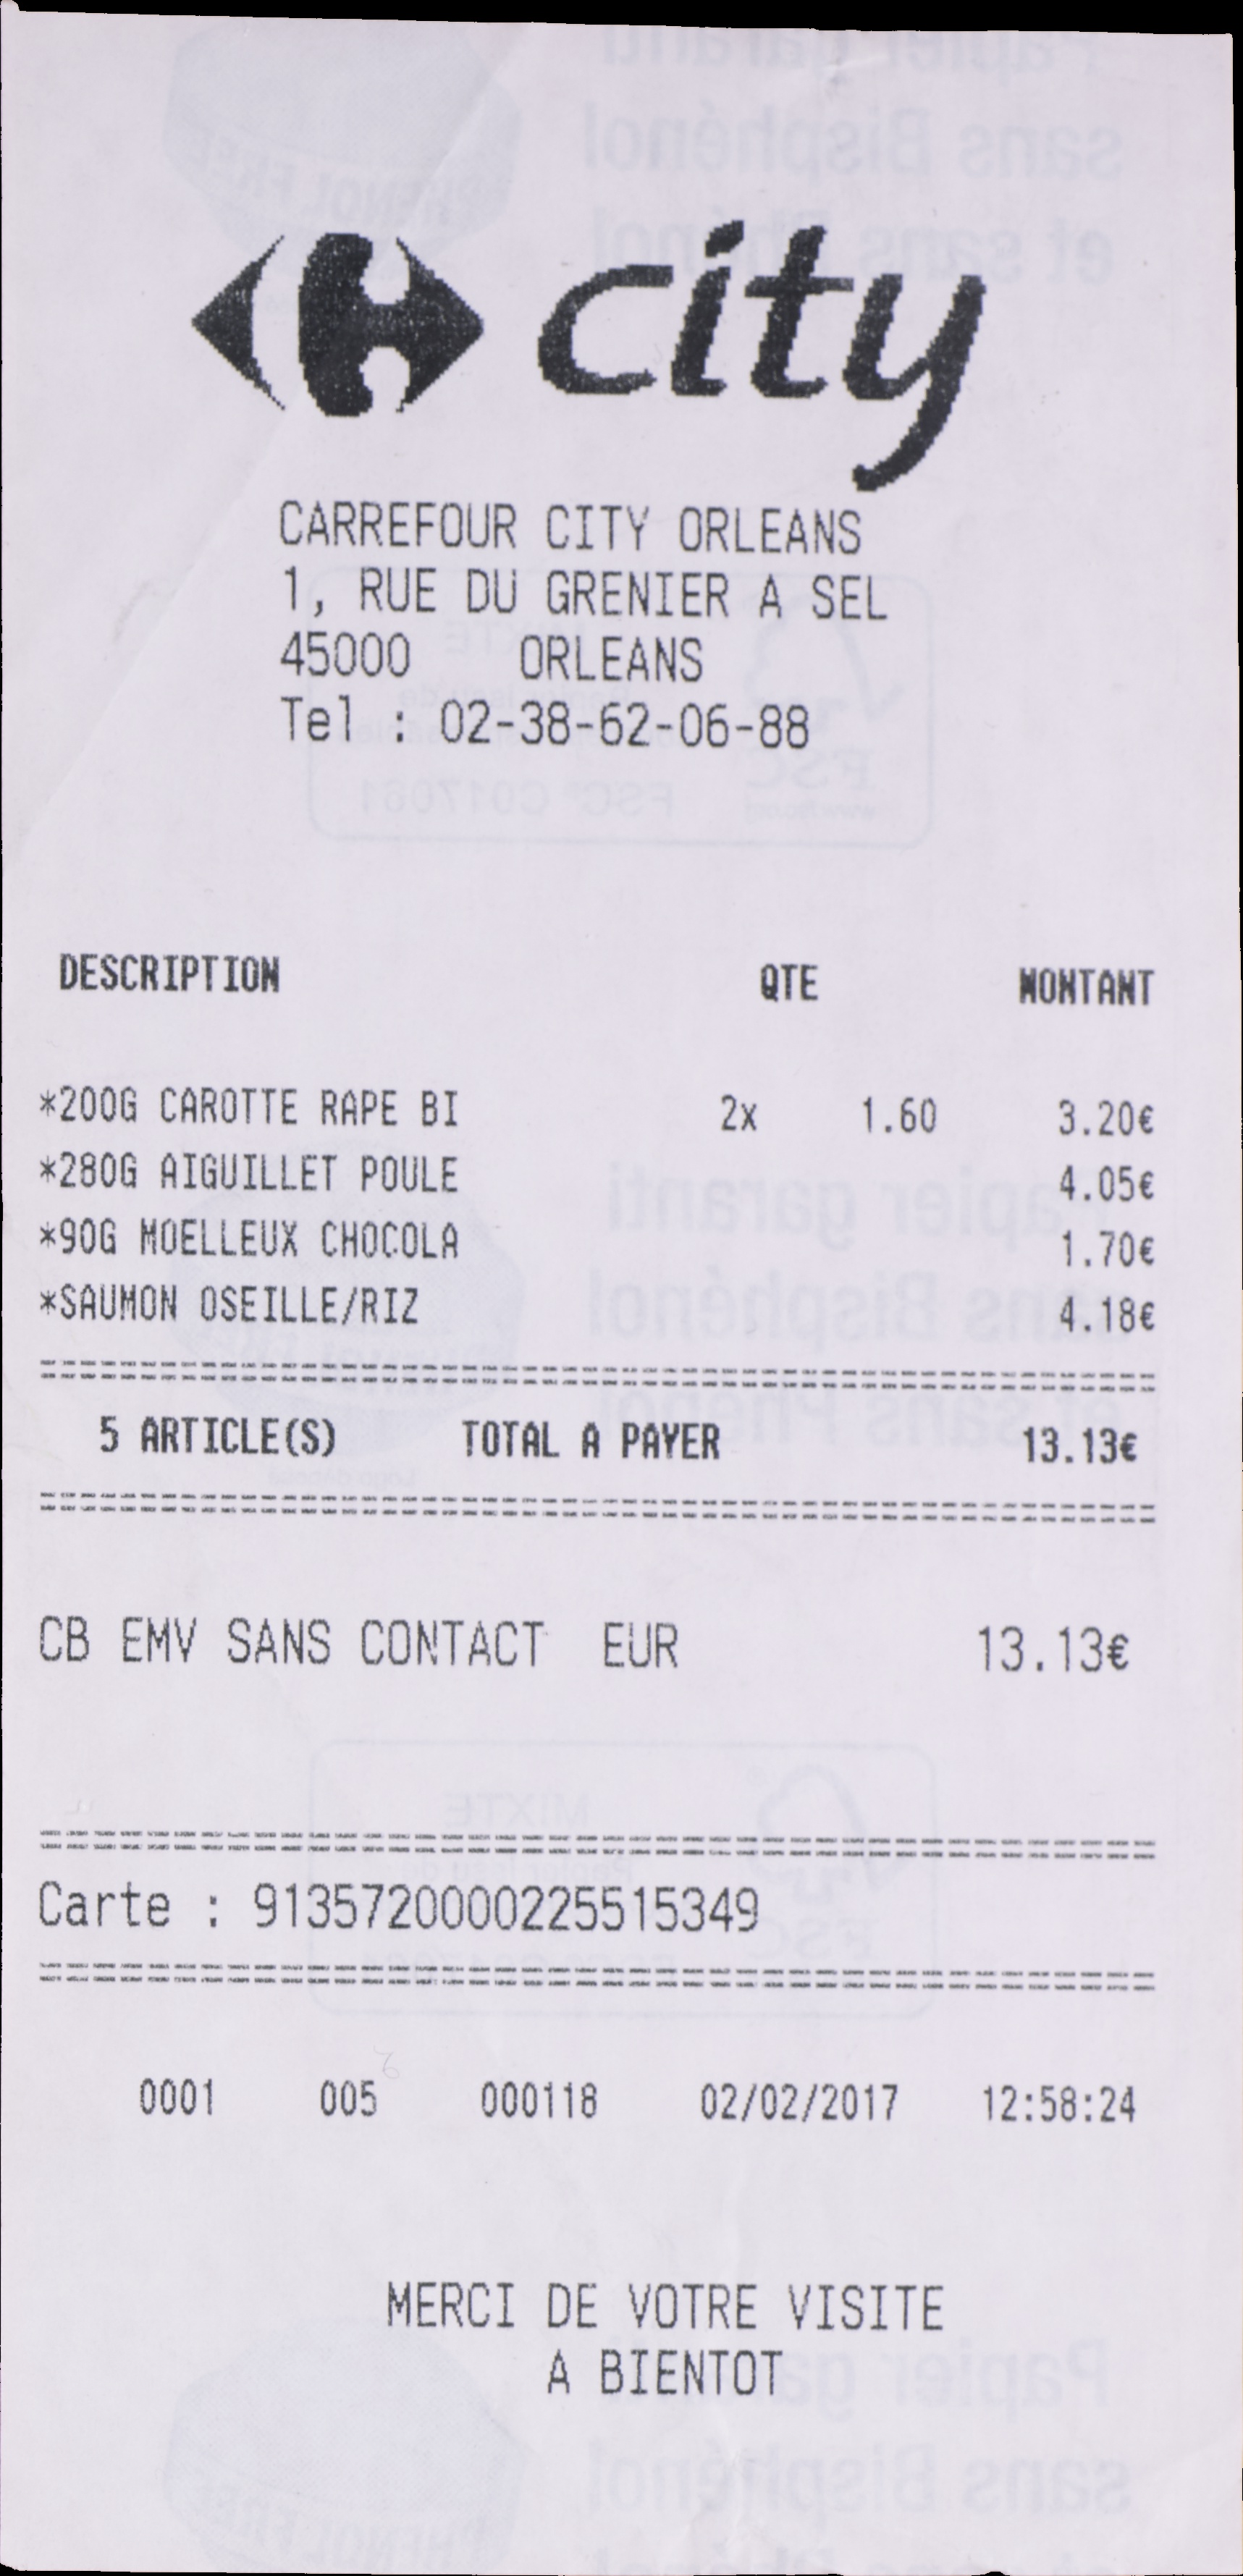 city
CARREFOUR CITY ORLEANS
1, RUE DU GRENIER A SEL
45000 ORLEANS
Tel : 02-38-62-06-88
DESCRIPTION QTE MONTANT
*200G CAROTTE RAPE BI 2x 1.60 3.20€
*280G AIGUILLET POULE 4.05€
*90G MOELLEUX CHOCOLA 1.70€
*SAUMON OSEILLE/RIZ 4.18€
5 ARTICLE(S) TOTAL A PAYER 13.13€
CB EMV SANS CONTACT EUR 13.13€
Carte : 9135720000225515349
0001 005 000118 02/02/2017 12:58:24
MERCI DE VOTRE VISITE
A BIENTOT